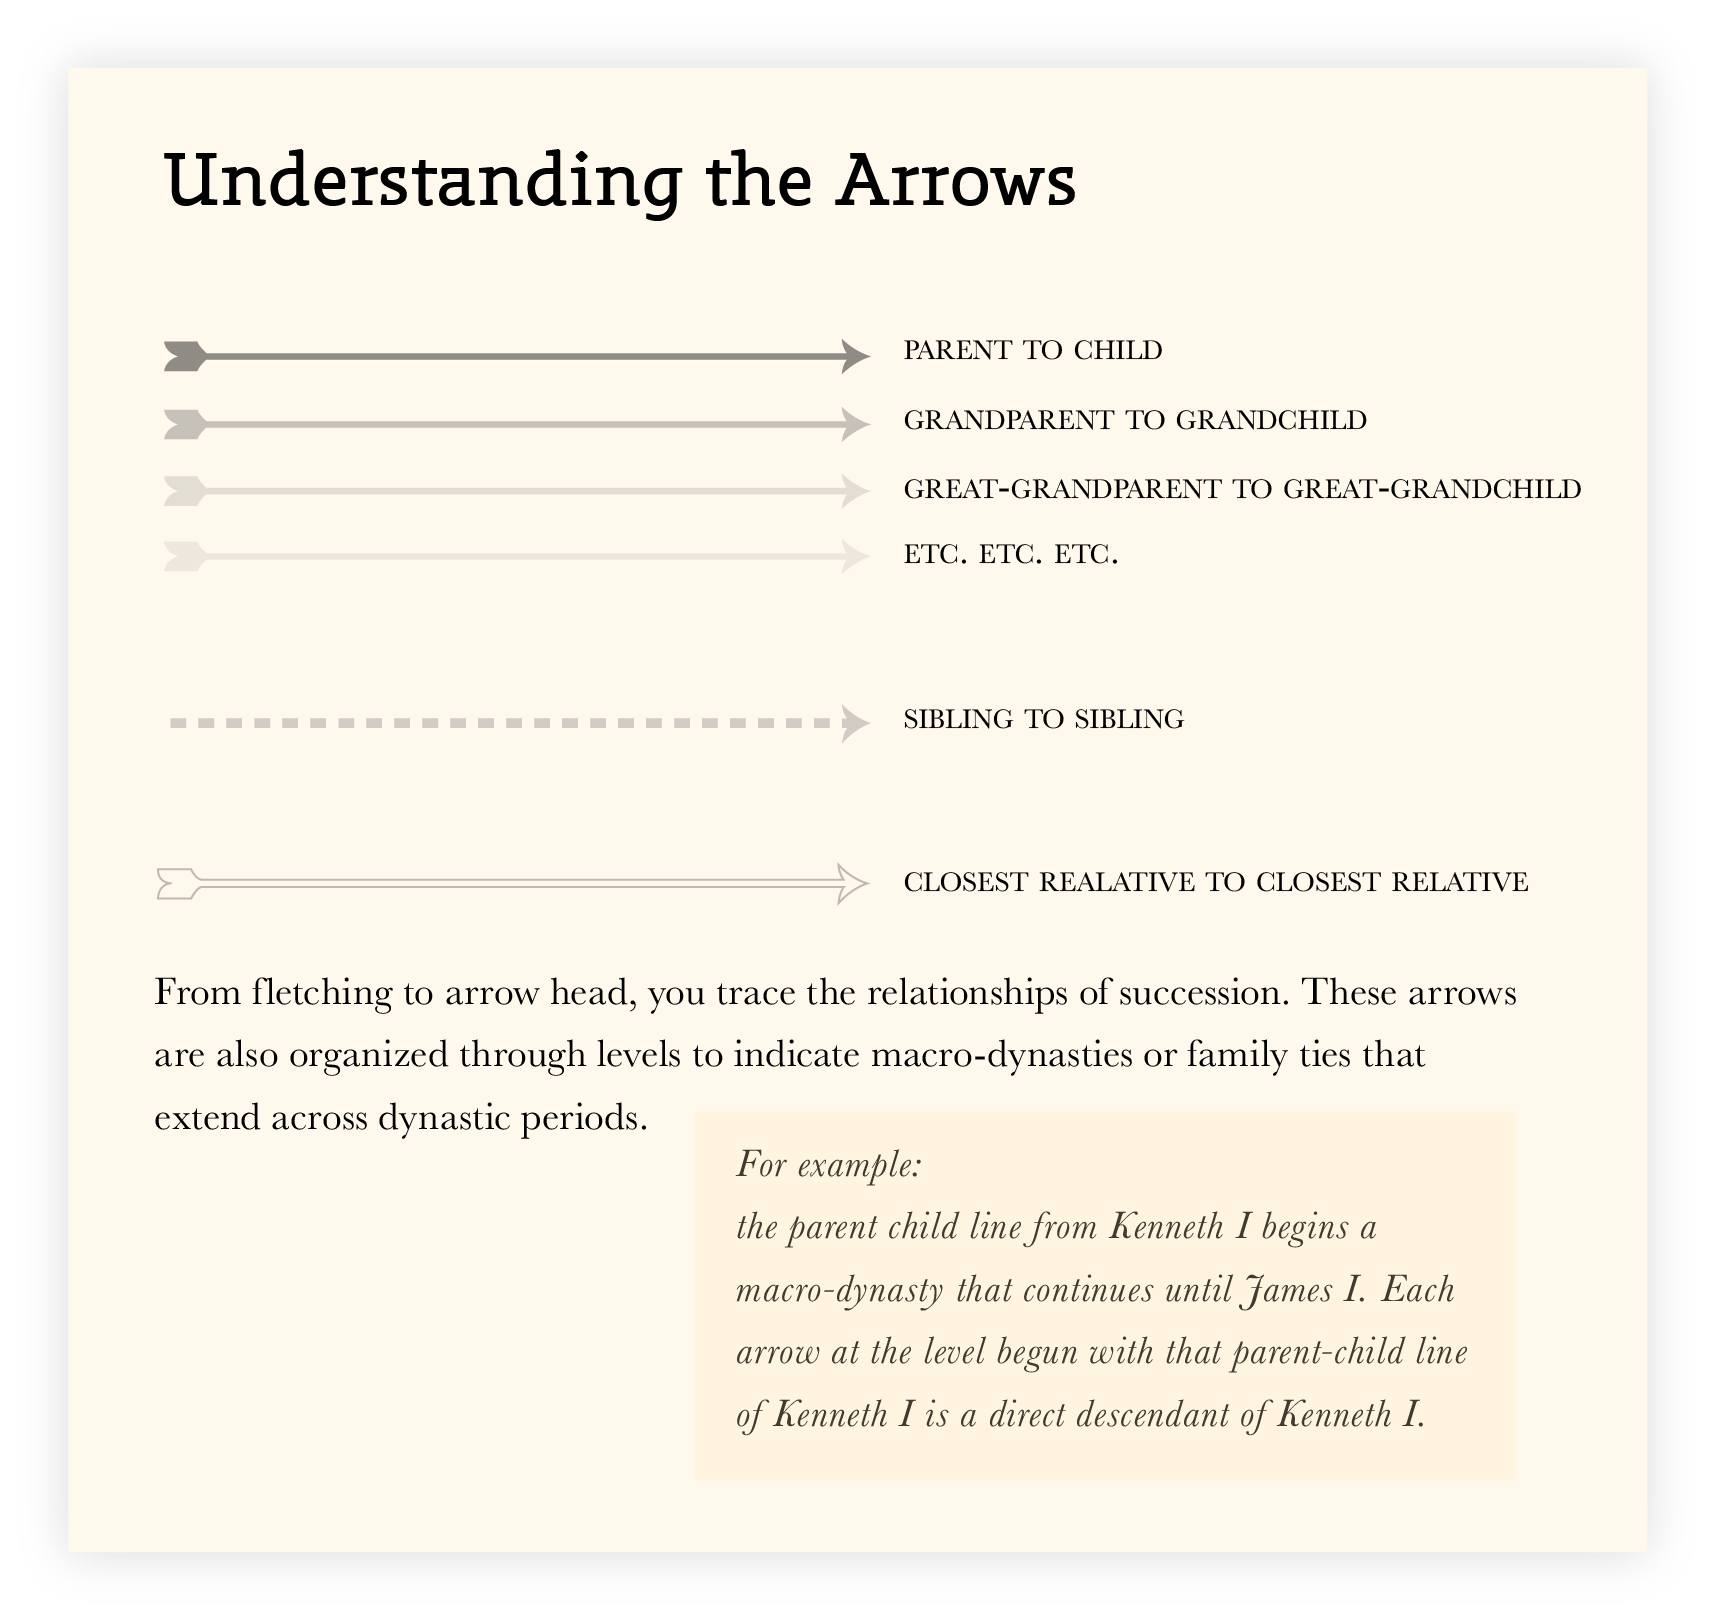 Understanding the Arrows
PARENT TO CHILD
GRANDPARENT TO GRANDCHILD
GREAT-GRANDPARENT TO GREAT-GRANDCHILD
ETC. ETC. ETC.
SIBLING TO SIBLING
CLOSEST REALATIVE TO CLOSEST RELATIVE
From fletching to arrow head, you trace the relationships of succession. These arrows
are also organized through levels to indicate macro-dynasties or family ties that
extend across dynastic periods.
For example:
the parent child line from Kenneth I begins a
macro-dynasty that continues until James I. Each
arrow at the level begun with that parent-child line
of Kenneth I is a direct descendant of Kenneth I.